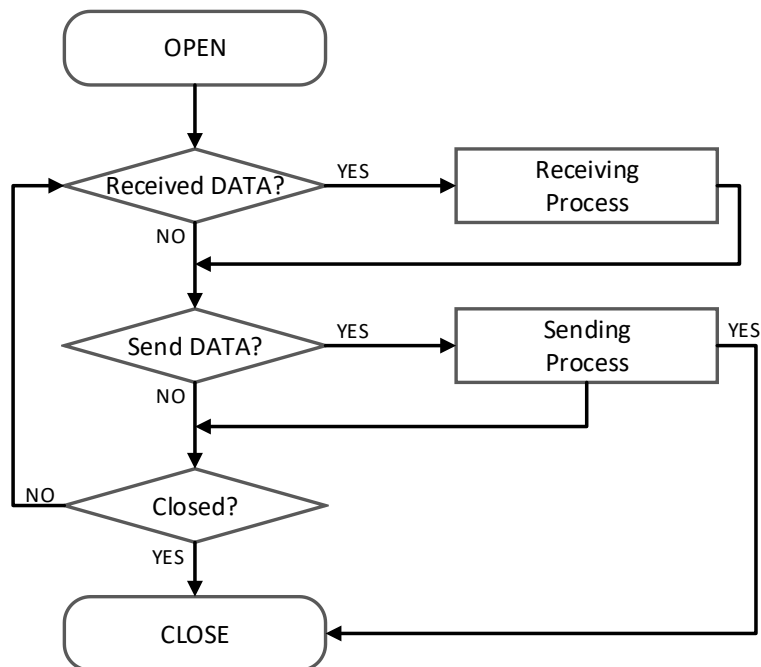 OPEN
Received DATA?
YES
Receiving
Process
NO
Send DATA?
YES
Sending
Process
YES
NO
Closed?
NO
YES
CLOSE